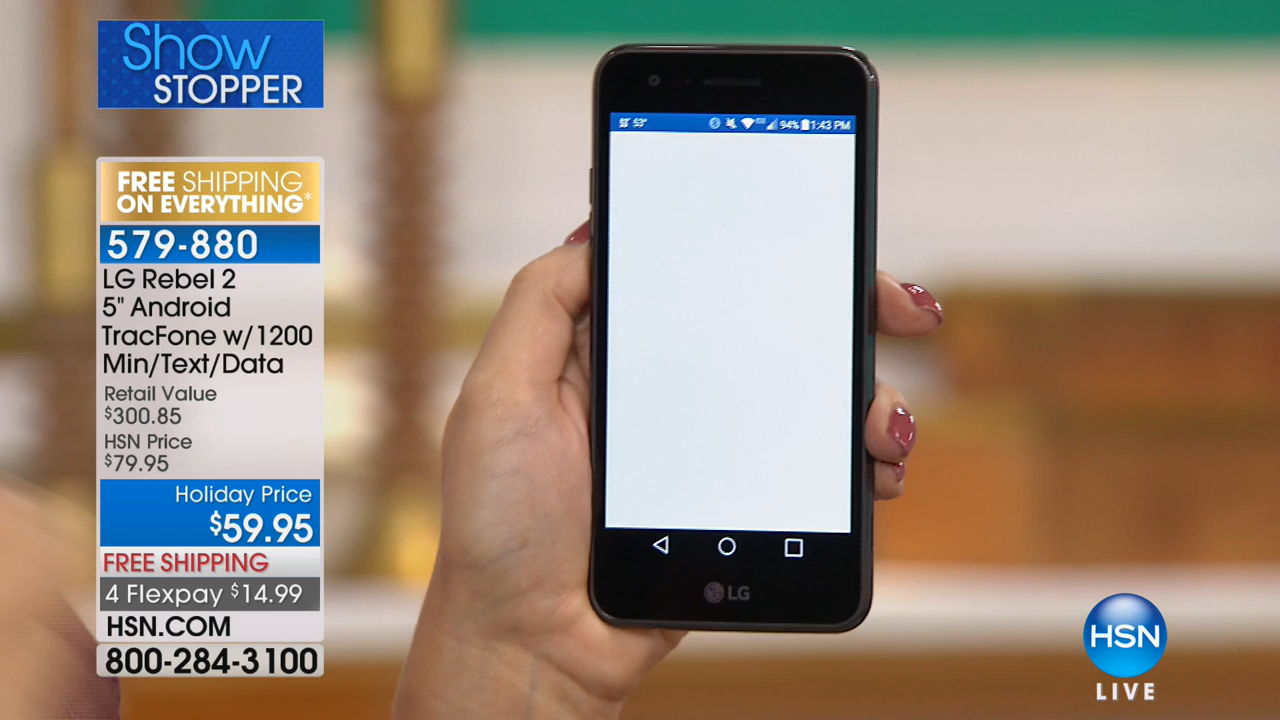 Show
STOPPER
FREE SHIPPING
ON EVERYTHING*
579-880
LG Rebel 2
5" Android
TracFone w/1200
Min/Text/Data
Retail Value
$300.85
HSN Price
$79.95
Holiday Price
$59.95
FREE SHIPPING
4 Flexpay $14.99
HSN.COM
800-284-3100
53° 94% 1:43 PM
LG
HSN
LIVE